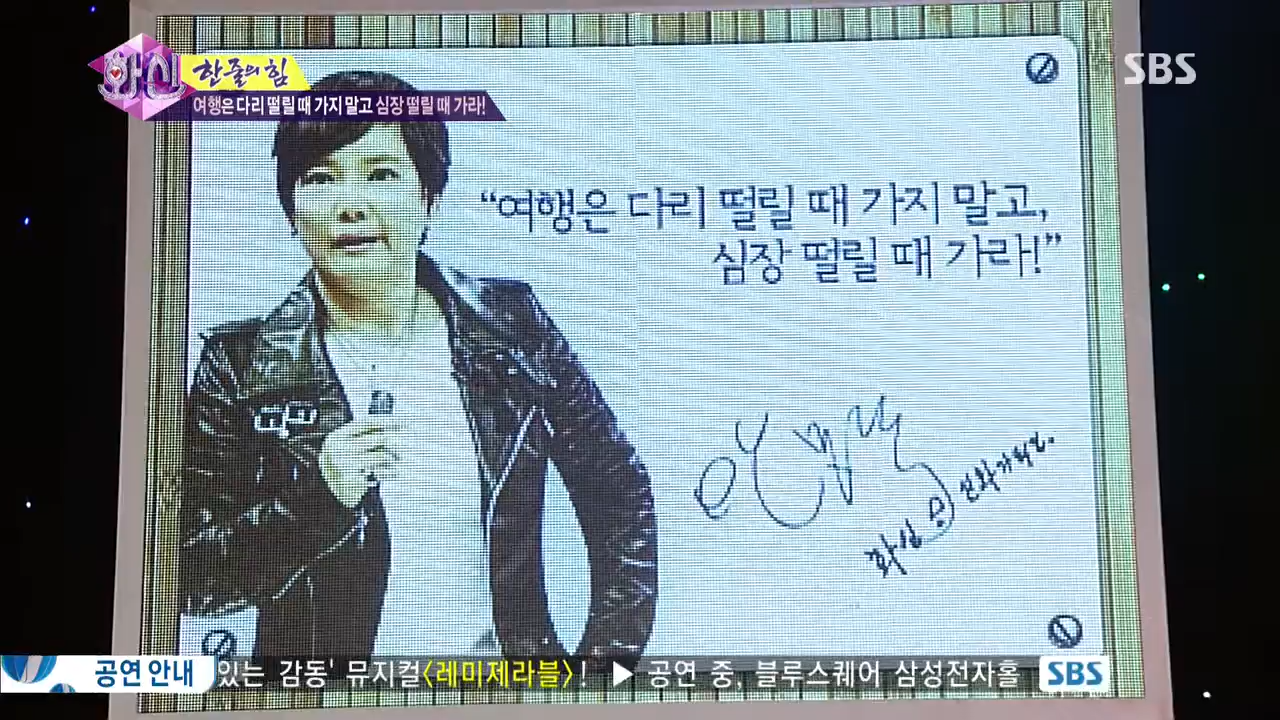 화신
한 줄의 힘
SBS
여행은 다리 떨릴 때 가지 말고 심장 떨릴 때 가라!
“여행은 다리 떨릴 때 가지 말고,
심장 떨릴 때 가라!”
화신
공연 안내
있는 감동' 뮤지컬〈레미제라블〉! ▶ 공연 중, 블루스퀘어 삼성전자홀
SBS